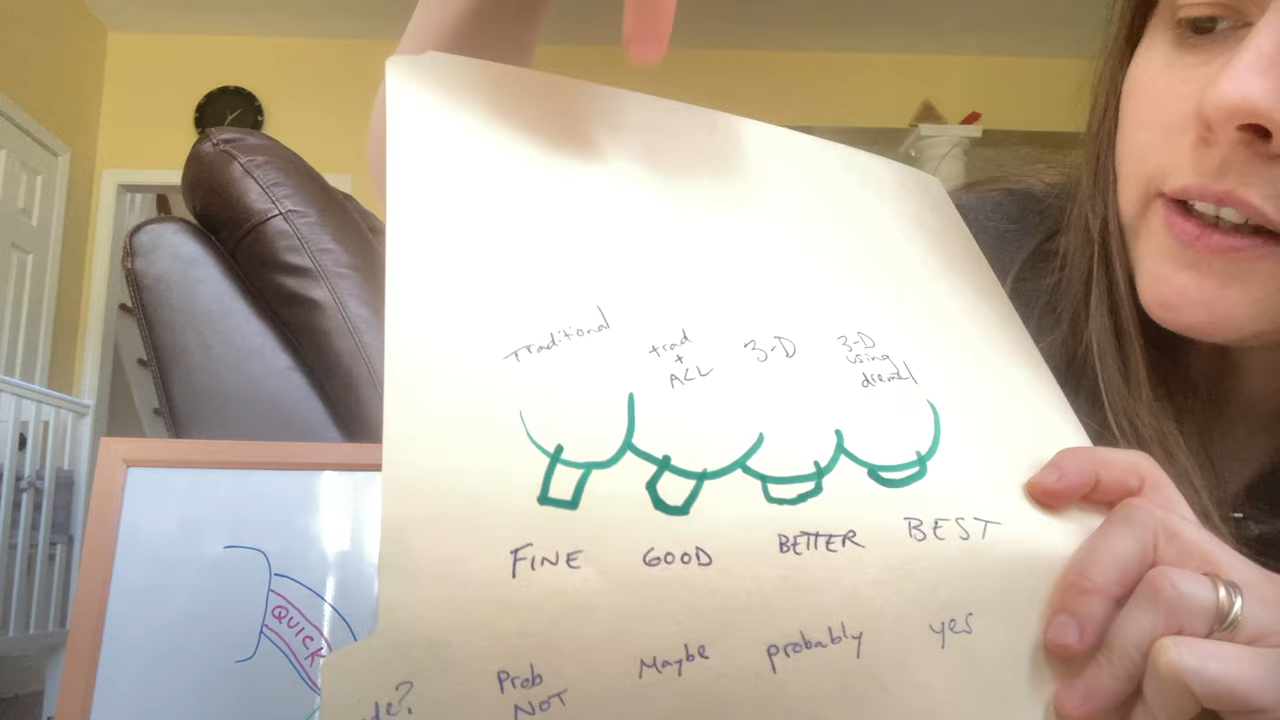 Traditional
trad
+
ALL
3-D
3-D
using
dremel
FINE
GOOD
BETTER
BEST
Prob
NOT
Maybe
probably
yes
QUICK